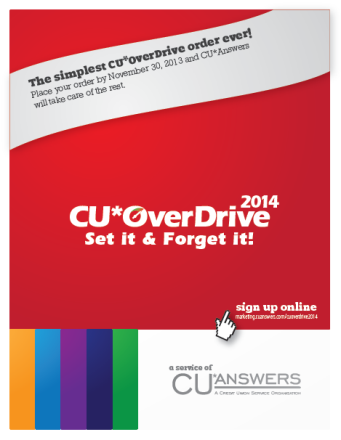 The simplest CU*OverDrive order ever!
Place your order by November 30, 2013 and CU*Answers
will take care of the rest.
CU*OverDrive 2014
Set it & Forget it!
sign up online
marketing.cuanswers.com/cuoverdrive2014
a service of
CU*ANSWERS
A Credit Union Service Organization